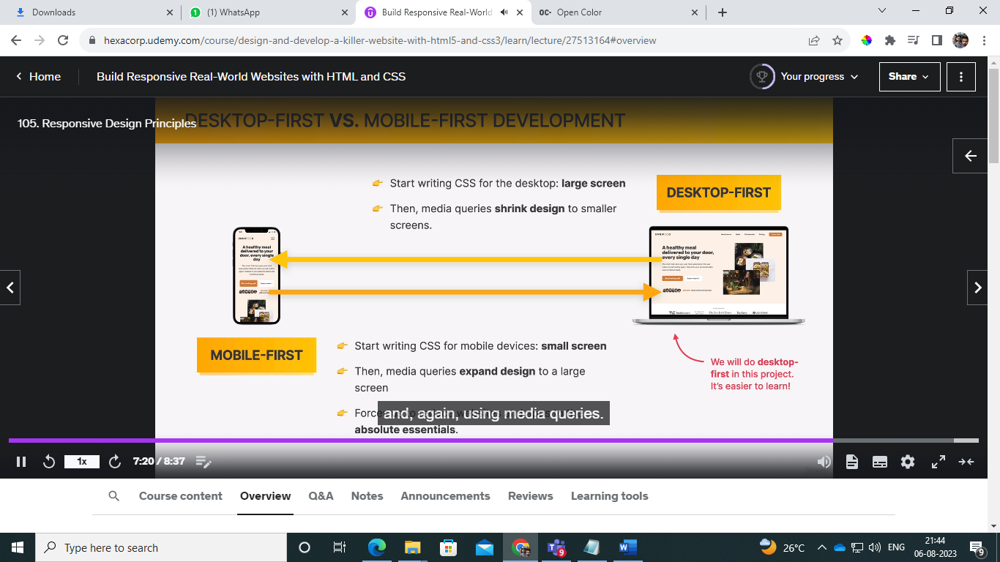 Downloads
(1) WhatsApp
Build Responsive Real-World
OC- Open Color
hexacorp.udemy.com/course/design-and-develop-a-killer-website-with-html5-and-css3/learn/lecture/27513164#overview
Home
Build Responsive Real-World Websites with HTML and CSS
Your progress
Share
105. Responsive Design Principles
DESKTOP-FIRST VS. MOBILE-FIRST DEVELOPMENT
Start writing CSS for the desktop: large screen
Then, media queries shrink design to smaller
screens.
DESKTOP-FIRST
A healthy meal
delivered to your
door, every single
day
A healthy meal
delivered to your door,
every single day
MOBILE-FIRST
Start writing CSS for mobile devices: small screen
Then, media queries expand design to a large
screen
absolute essentials.
We will do desktop-
first in this project.
It's easier to learn!
and, again, using media queries.
1x
7:20 / 8:37
Course content
Overview
Q&A
Notes
Announcements
Reviews
Learning tools
Type here to search
9
26°C
ENG
21:44
06-08-2023
9